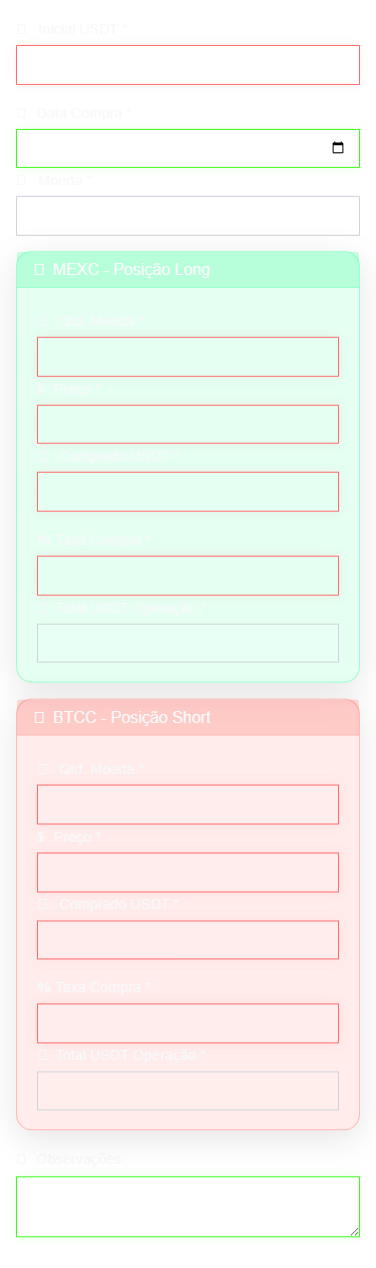 Inicial USDT *
Data Compra *
Moeda *
MEXC - Posição Long
Qtd. Moeda *
$ Preço *
Comprado USDT *
% Taxa Compra *
Total USDT Operação *
BTCC - Posição Short
Qtd. Moeda *
$ Preço *
Comprado USDT *
% Taxa Compra *
Total USDT Operação *
Observações